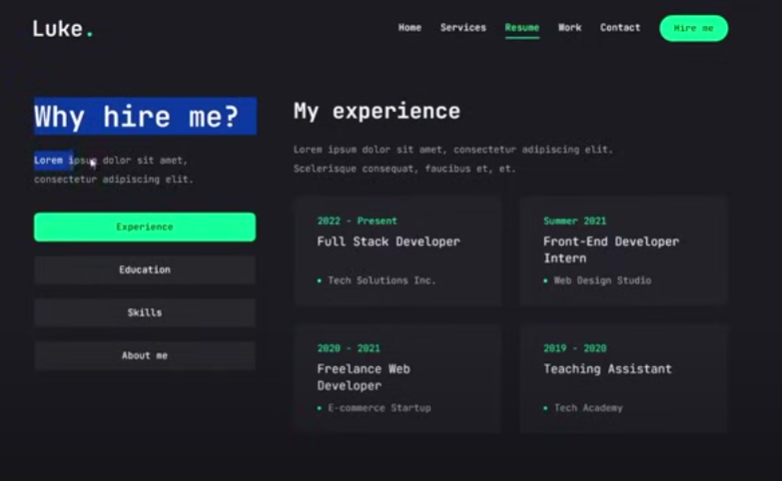 Luke.
Home Services Resume Work Contact Hire me
Why hire me?
Lorem ipsum dolor sit amet,
consectetur adipiscing elit.
Experience
Education
Skills
About me
My experience
Lorem ipsum dolor sit amet, consectetur adipiscing elit.
Scelerisque consequat, faucibus et, et.
2022 - Present
Full Stack Developer
Tech Solutions Inc.
Summer 2021
Front-End Developer
Intern
Web Design Studio
2020 - 2021
Freelance Web
Developer
E-commerce Startup
2019 - 2020
Teaching Assistant
Tech Academy